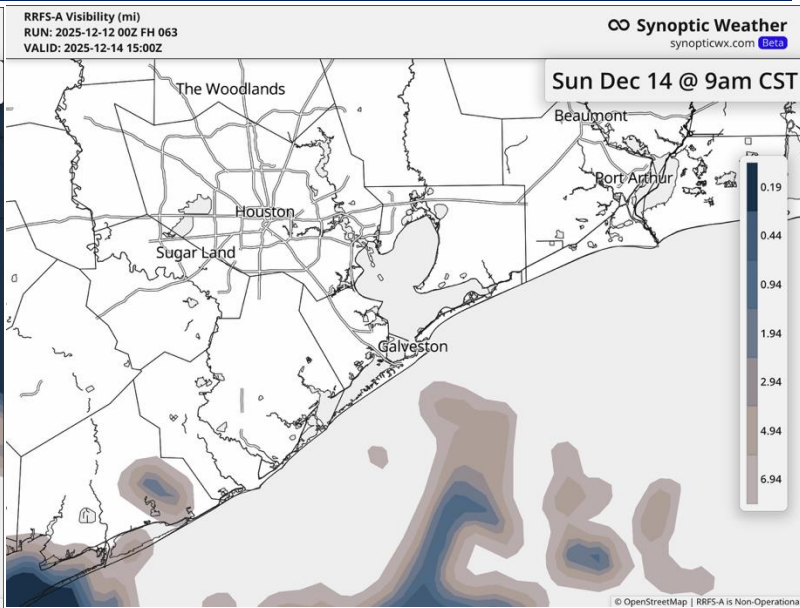 RRFS-A Visibility (mi)
RUN: 2025-12-12 00Z FH 063
VALID: 2025-12-14 15:00Z
Synoptic Weather
synopticwx.com Beta
Sun Dec 14 @ 9am CST
The Woodlands
Beaumont
Port Arthur
Houston
Sugar Land
Galveston
0.19
0.44
0.94
1.94
2.94
4.94
6.94
© OpenStreetMap | RRFS-A is Non-Operationa